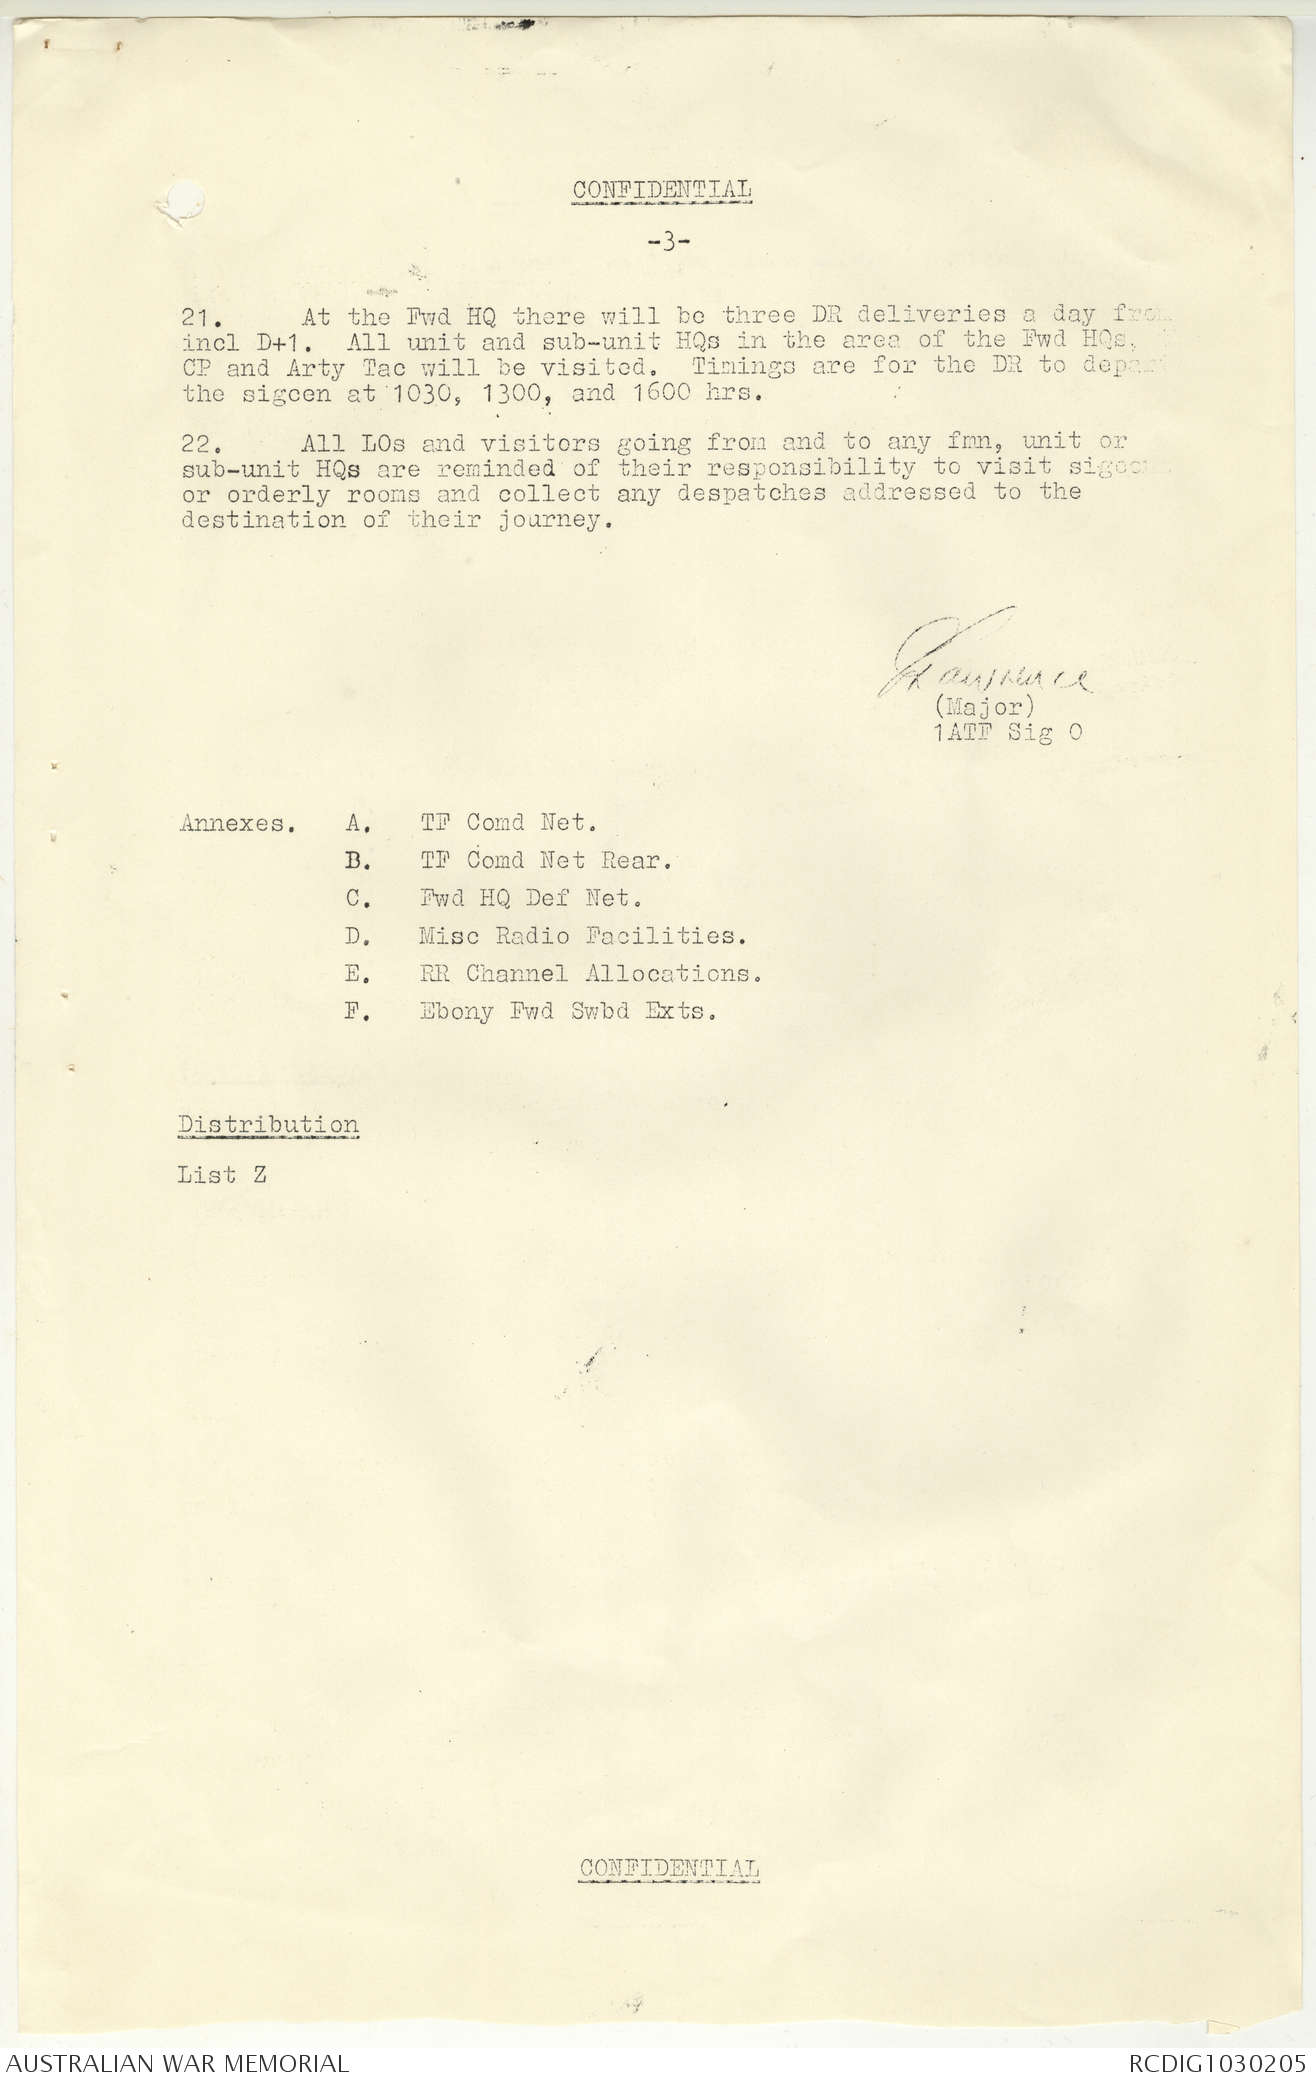 CONFIDENTIAL
-3-
21. At the Fwd HQ there will be three DR deliveries a day from
incl D+1. All unit and sub-unit HQs in the area of the Fwd HQs,
CP and Arty Tac will be visited. Timings are for the DR to depart
the sigcen at 1030, 1300, and 1600 hrs.
22. All LOs and visitors going from and to any fmn, unit or
sub-unit HQs are reminded of their responsibility to visit
or orderly rooms and collect any despatches addressed to the
destination of their journey.
Lawrence
(Major)
1ATF Sig O
Annexes. A. TF Comd Net.
B. TF Comd Net Rear.
C. Fwd HQ Def Net.
D. Misc Radio Facilities.
E. RR Channel Allocations.
F. Ebony Fwd Swbd Exts.
Distribution
List Z
CONFIDENTIAL
AUSTRALIAN WAR MEMORIAL
RCDIG1030205